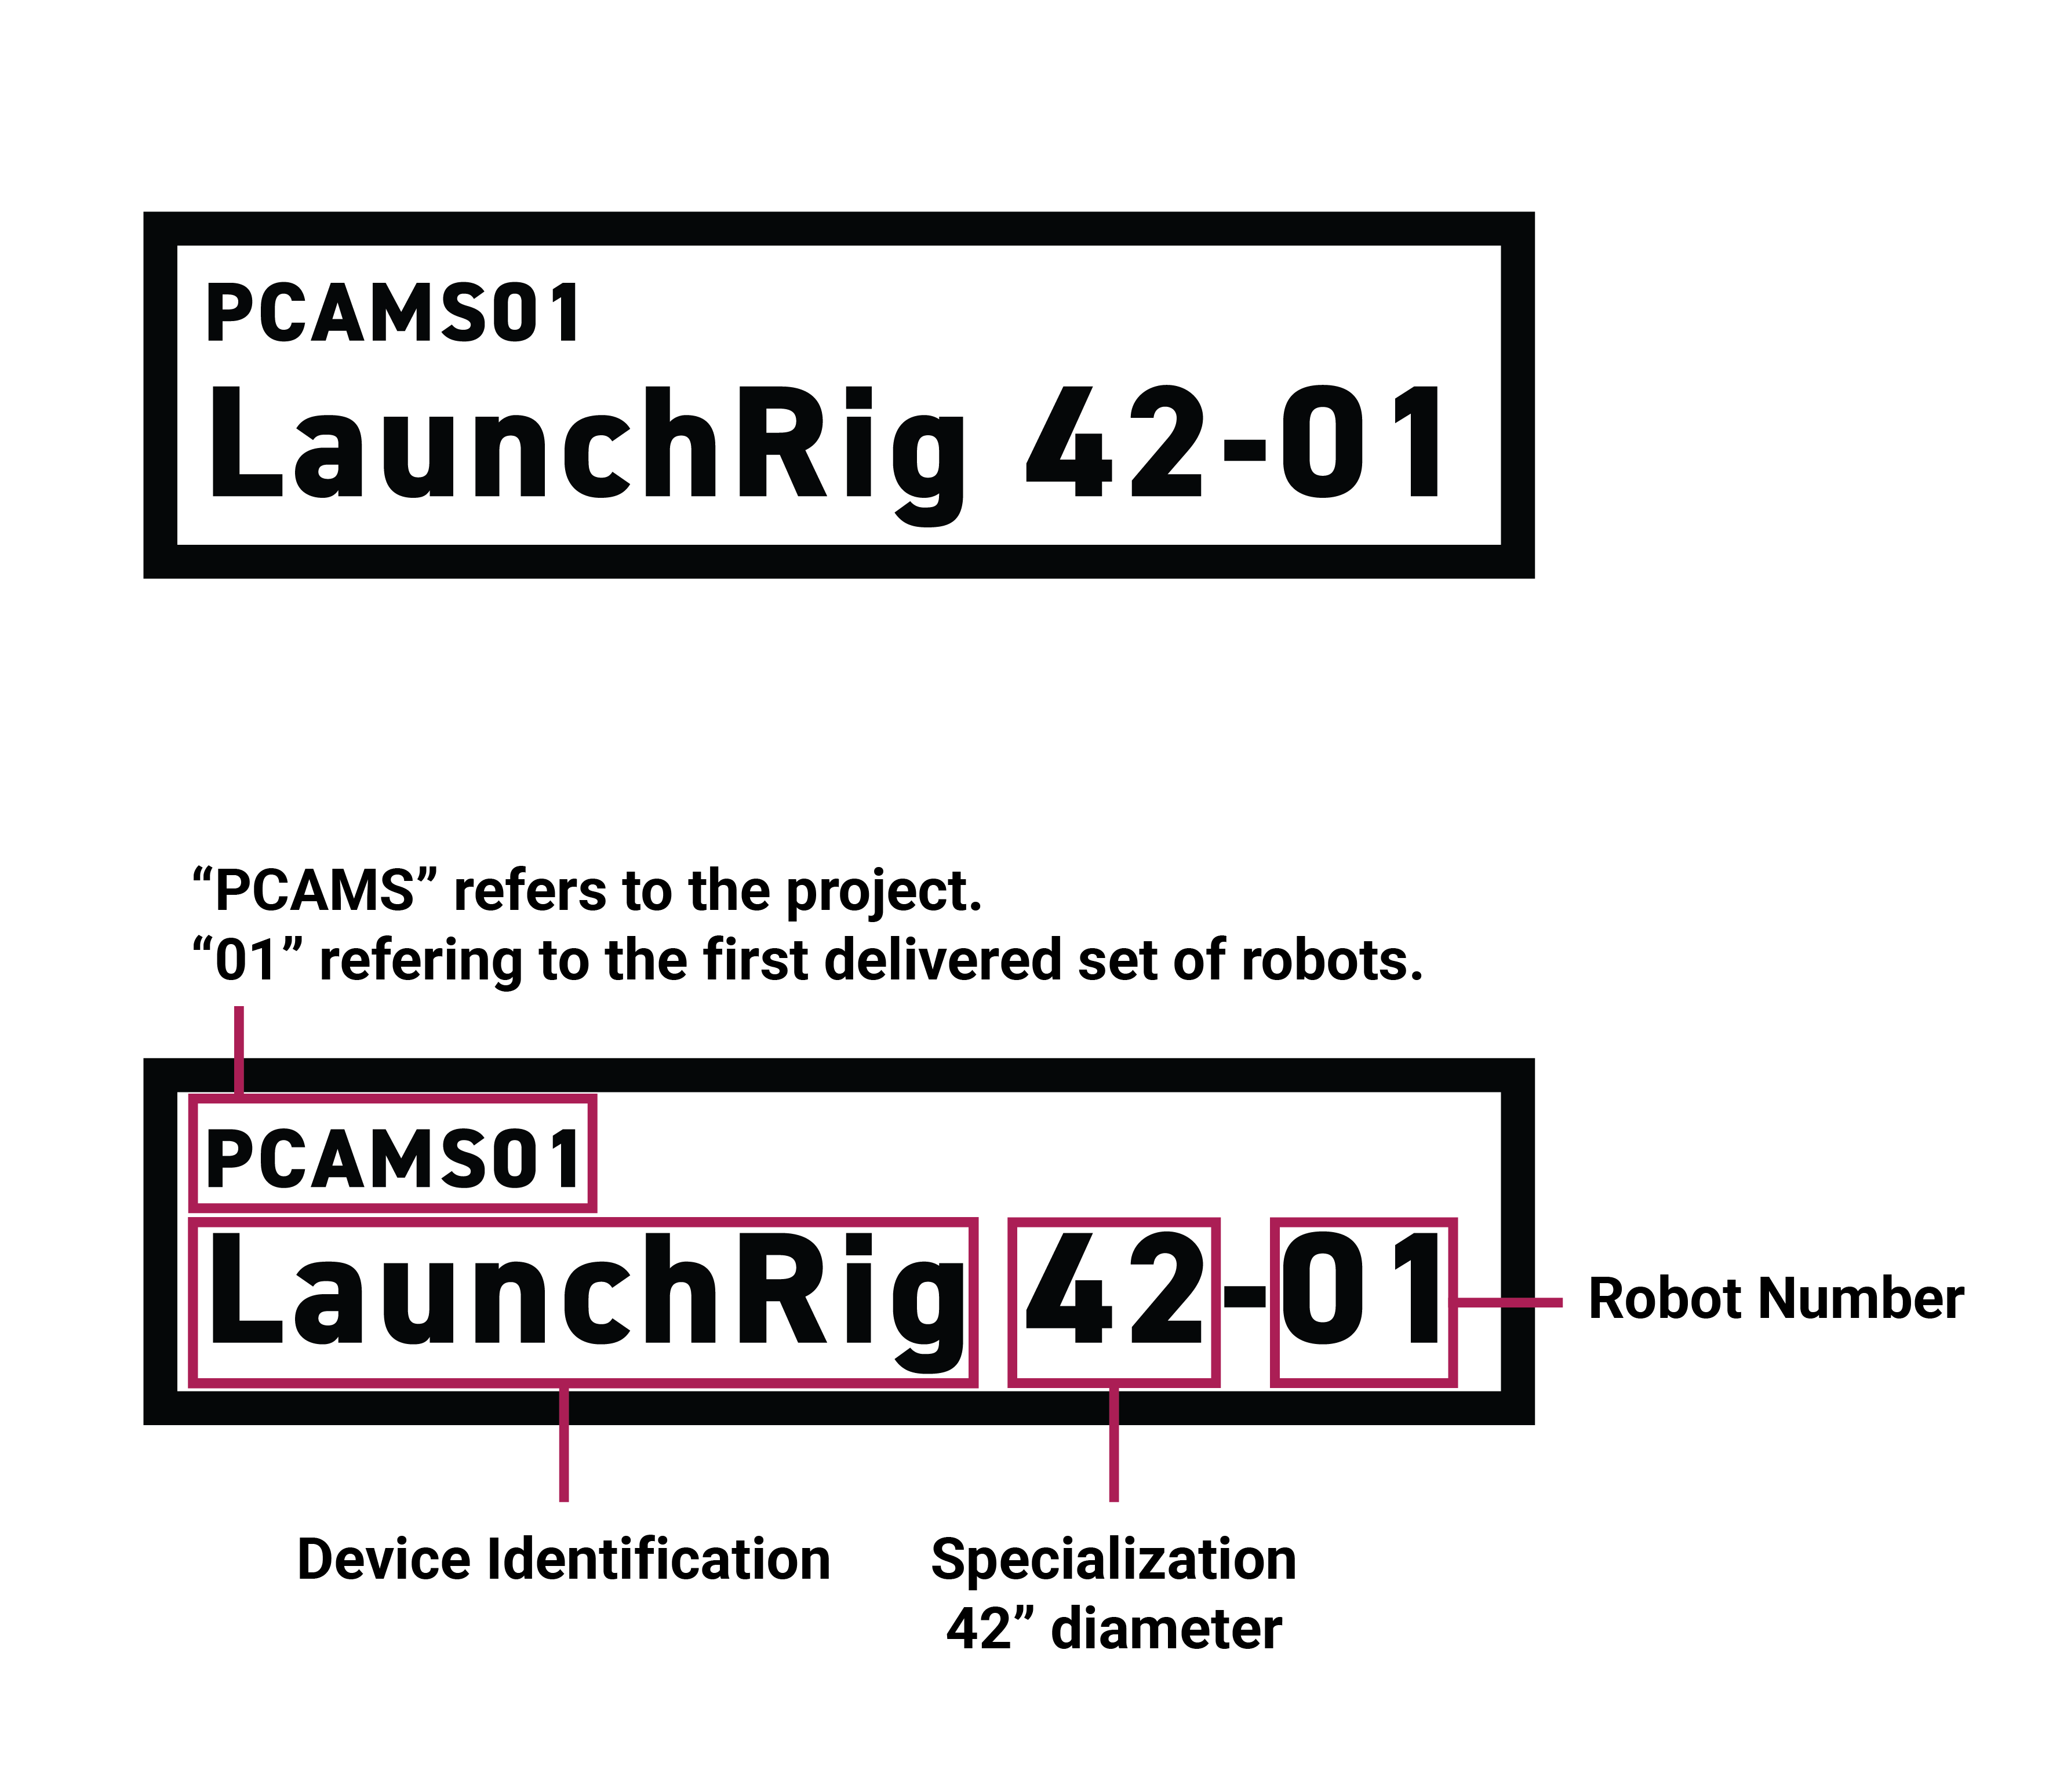 PCAMS01
LaunchRig 42-01
“PCAMS” refers to the project.
“01” refering to the first delivered set of robots.
PCAMS01
LaunchRig 42-01
Robot Number
Device Identification
Specialization
42” diameter